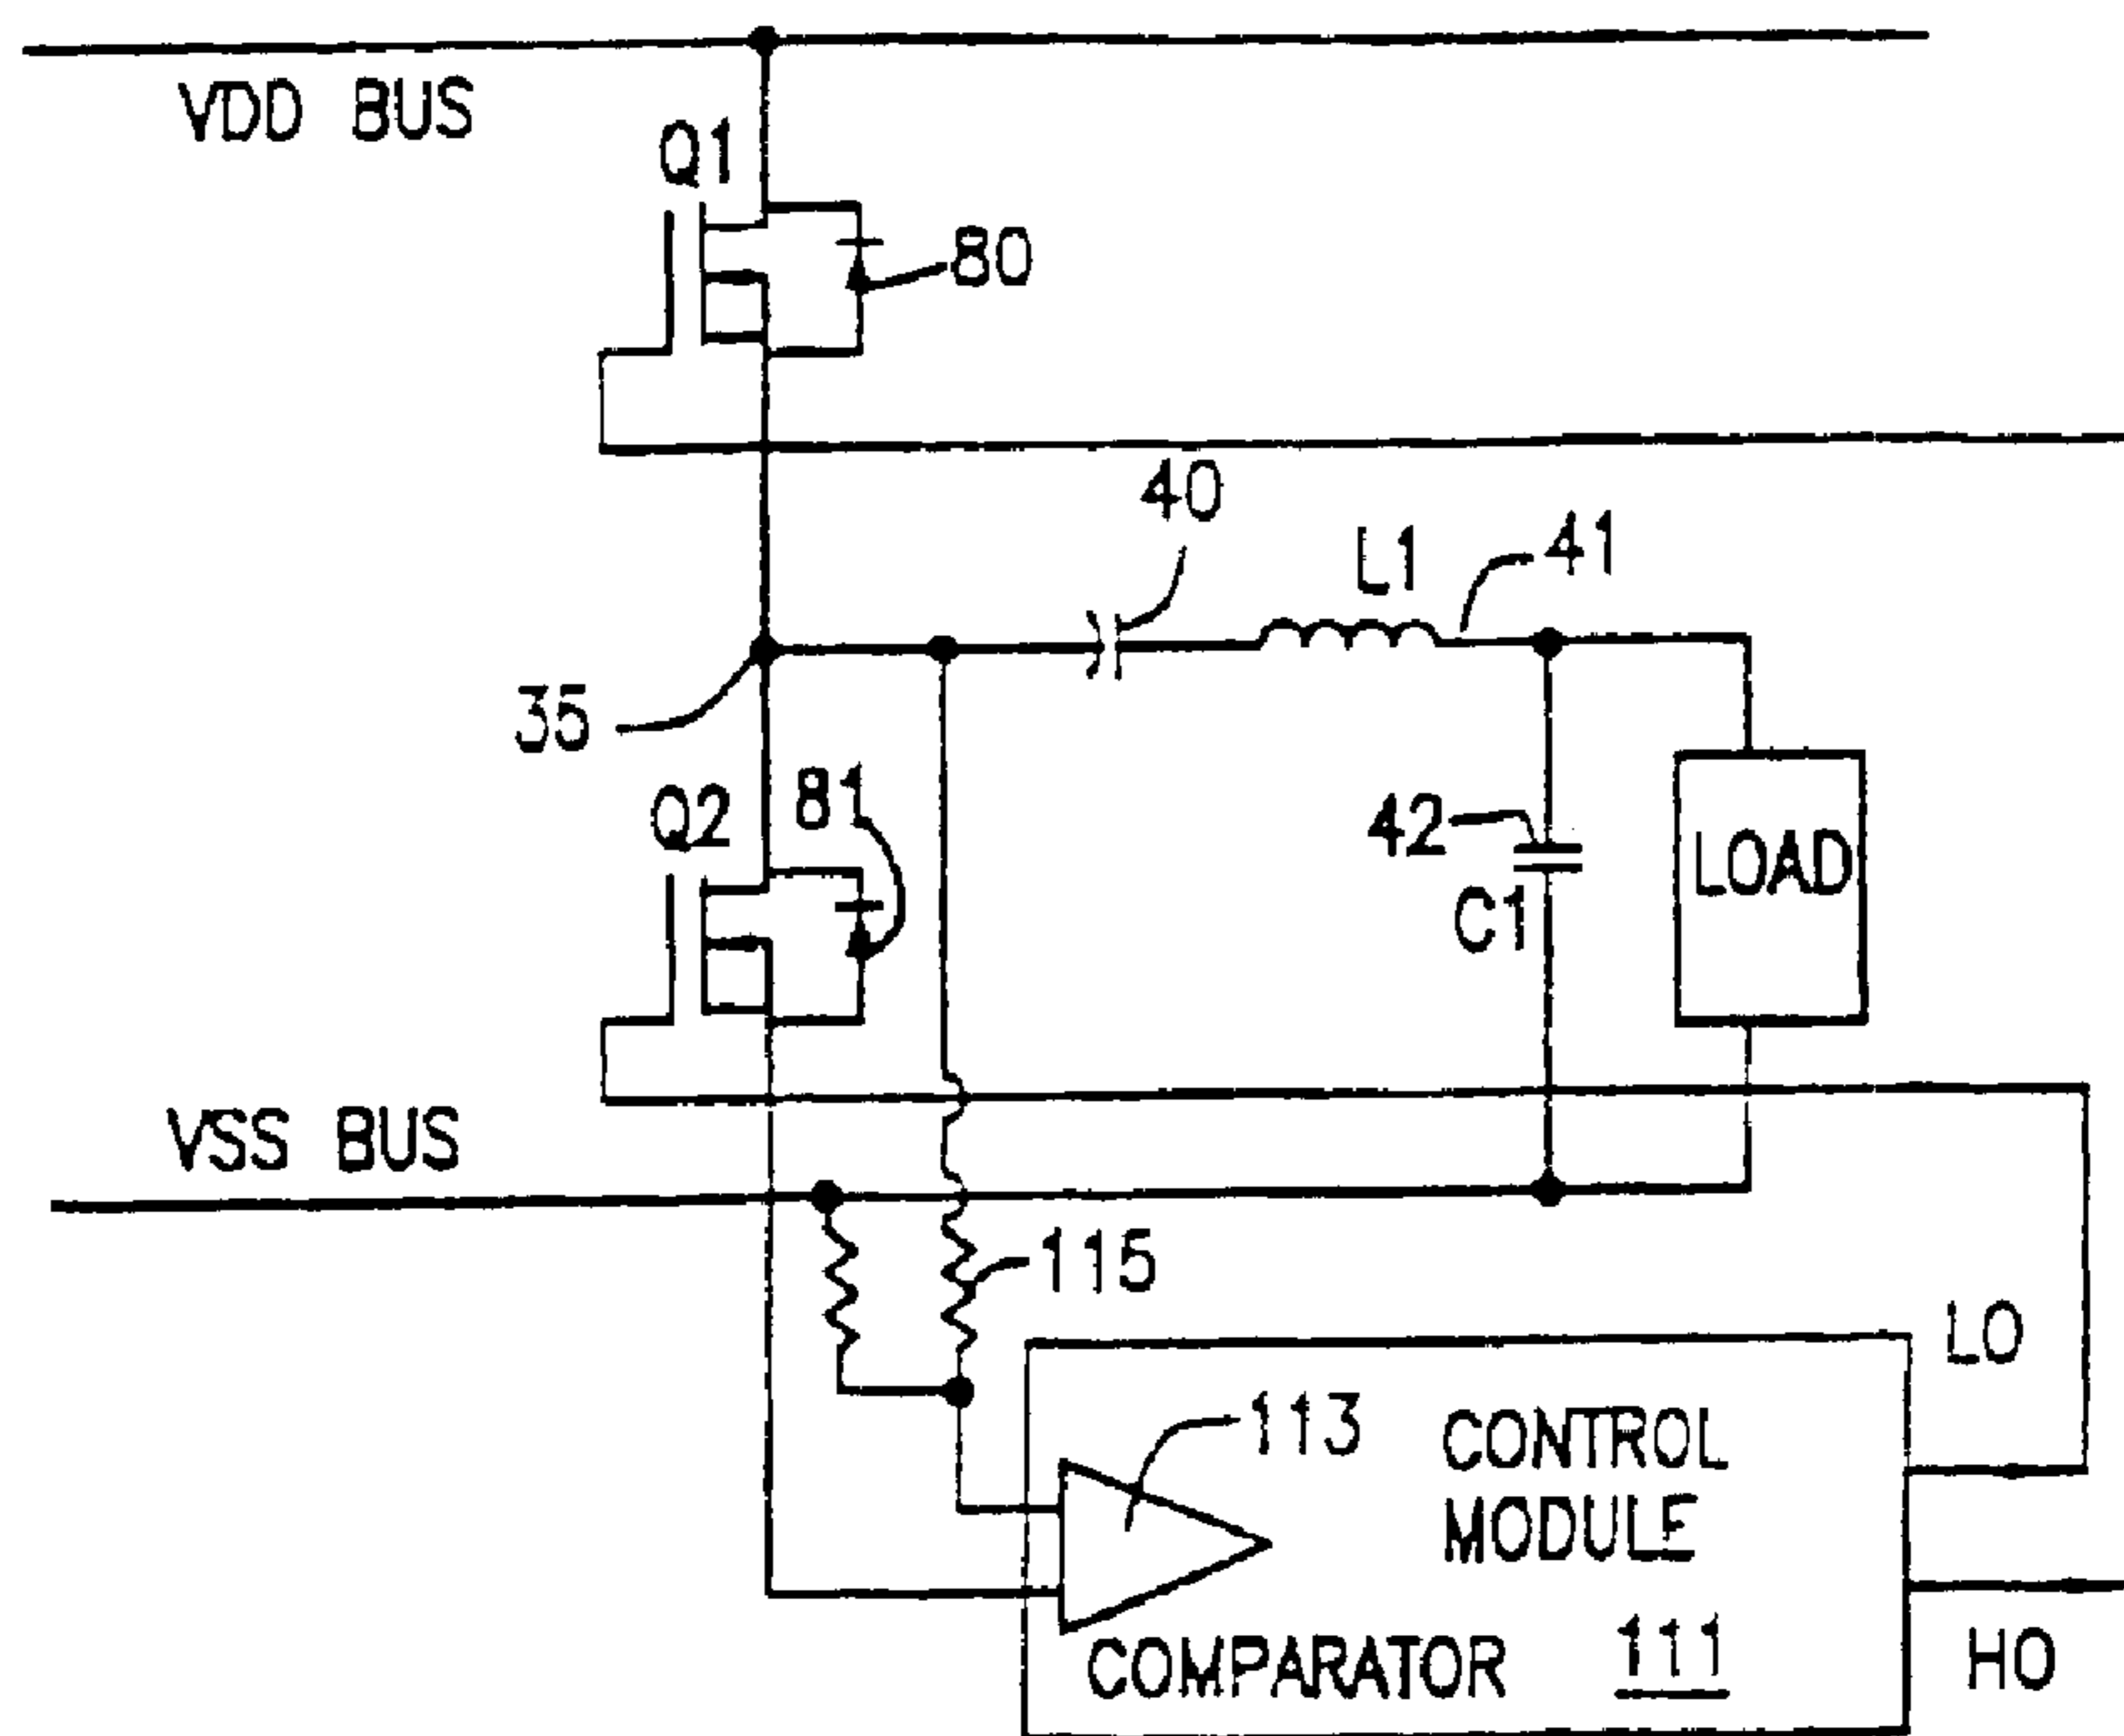 VDD BUS
Q1
80
40
L1
41
35
Q2
81
42
C1
LOAD
VSS BUS
115
LO
113
CONTROL
MODULE
COMPARATOR
111
HO